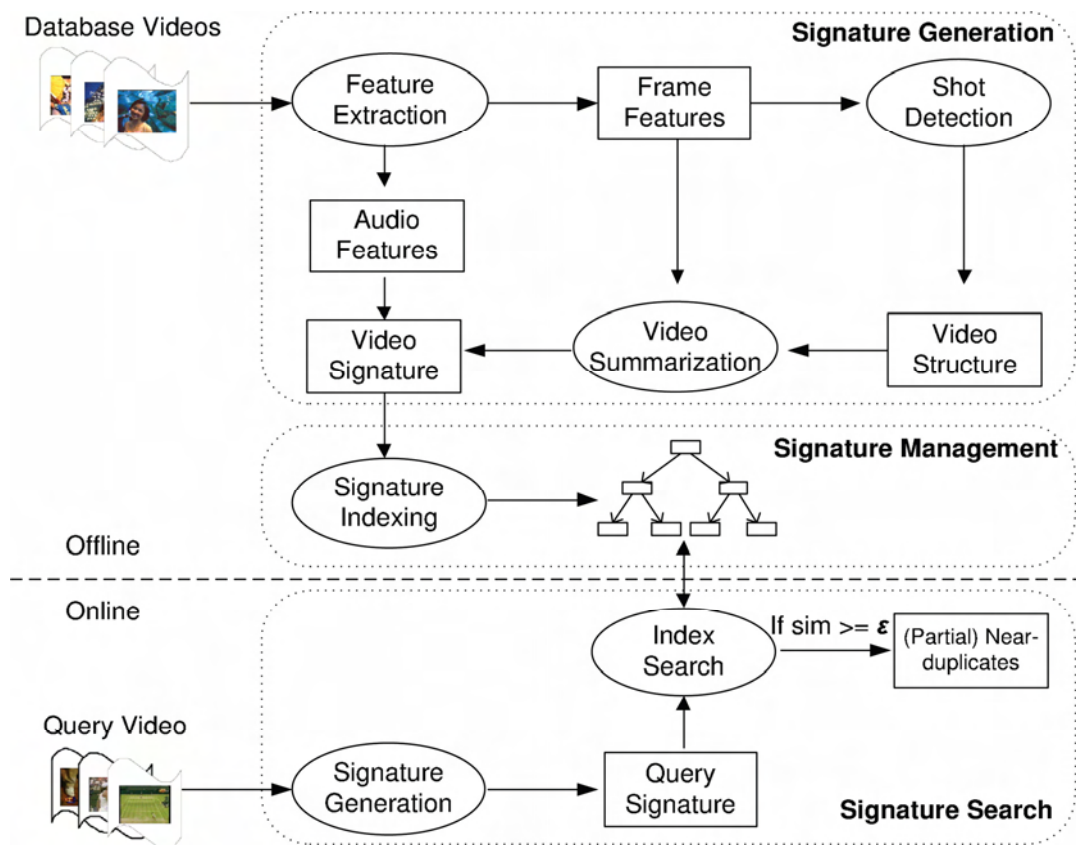 Database Videos
Signature Generation
Feature
Extraction
Frame
Features
Shot
Detection
Audio
Features
Video
Signature
Video
Summarization
Video
Structure
Signature Management
Signature
Indexing
Offline
Online
Index
Search
If sim >= ε
(Partial) Near-
duplicates
Query Video
Signature
Generation
Query
Signature
Signature Search